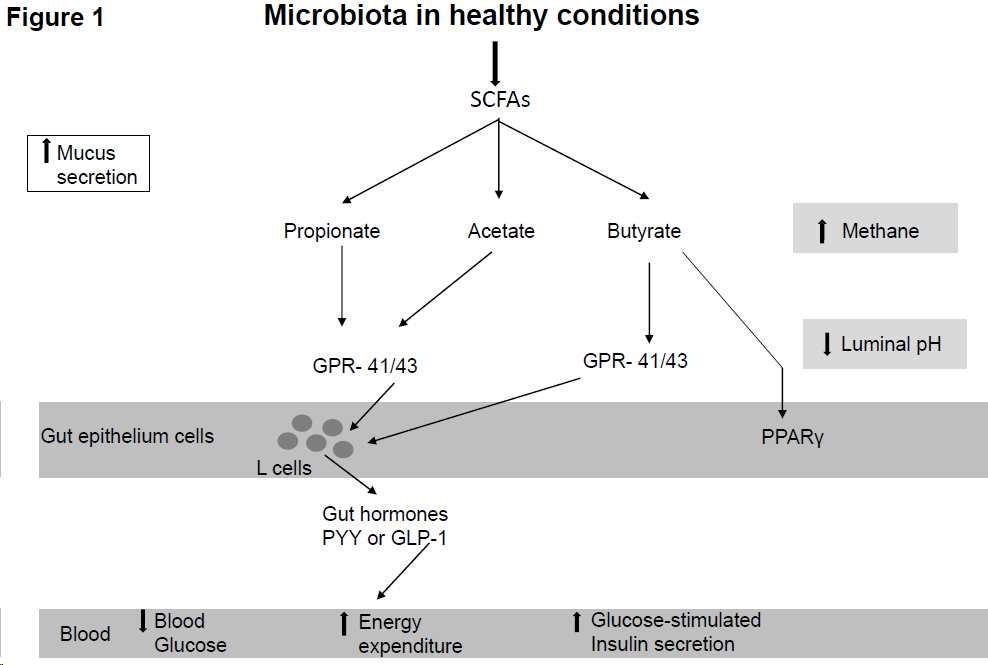 Figure 1
Microbiota in healthy conditions
SCFAs
Mucus
secretion
Propionate
Acetate
Butyrate
Methane
Luminal pH
GPR- 41/43
GPR- 41/43
Gut epithelium cells
PPARγ
L cells
Gut hormones
PYY or GLP-1
Blood
Blood
Glucose
Energy
expenditure
Glucose-stimulated
Insulin secretion